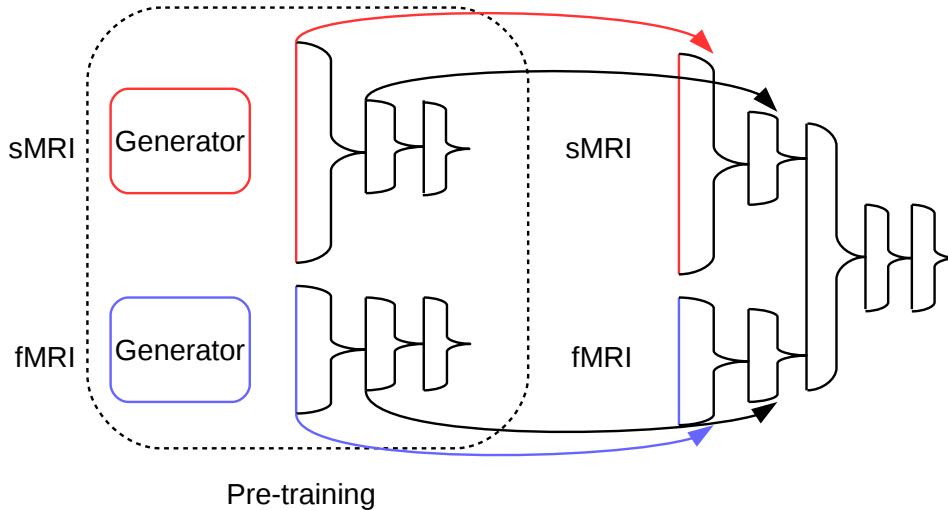 sMRI
Generator
sMRI
fMRI
Generator
fMRI
Pre-training